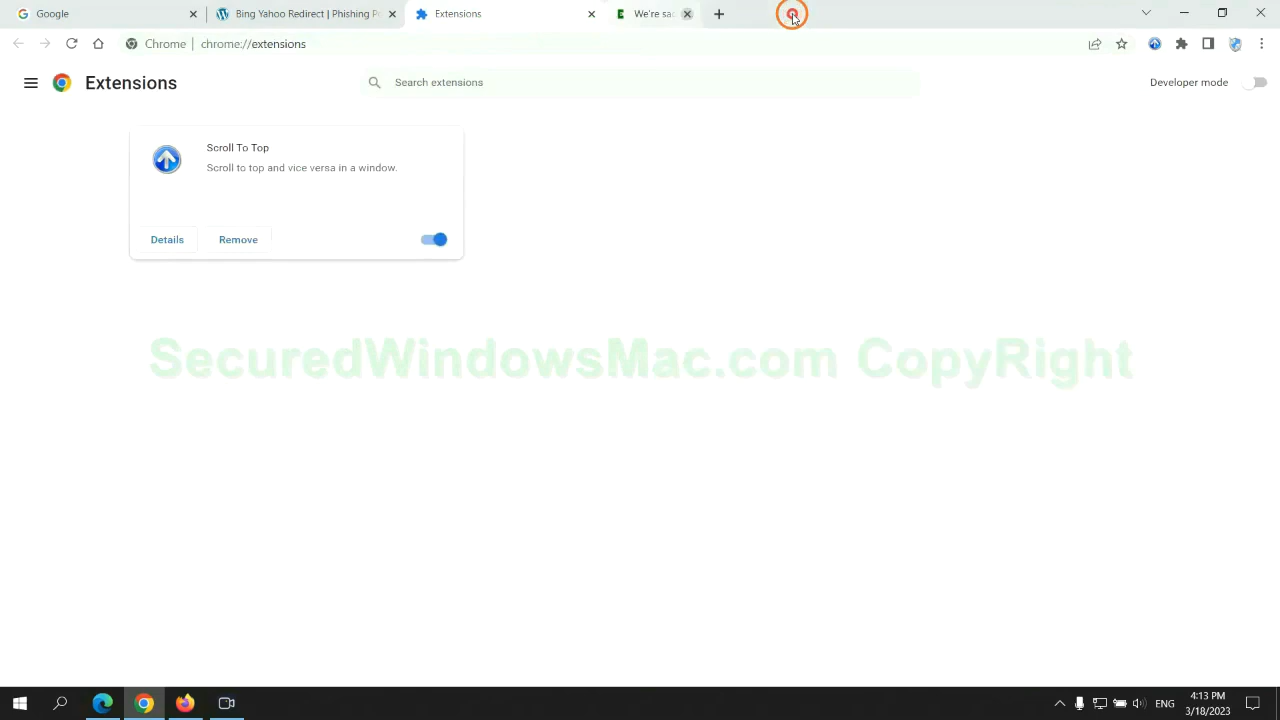 Google
Bing Yahoo Redirect | Phishing P
Extensions
We're sa
Chrome
chrome://extensions
Extensions
Search extensions
Developer mode
Scroll To Top
Scroll to top and vice versa in a window.
Details
Remove
SecuredWindowsMac.com CopyRight
ENG
4:13 PM
3/18/2023